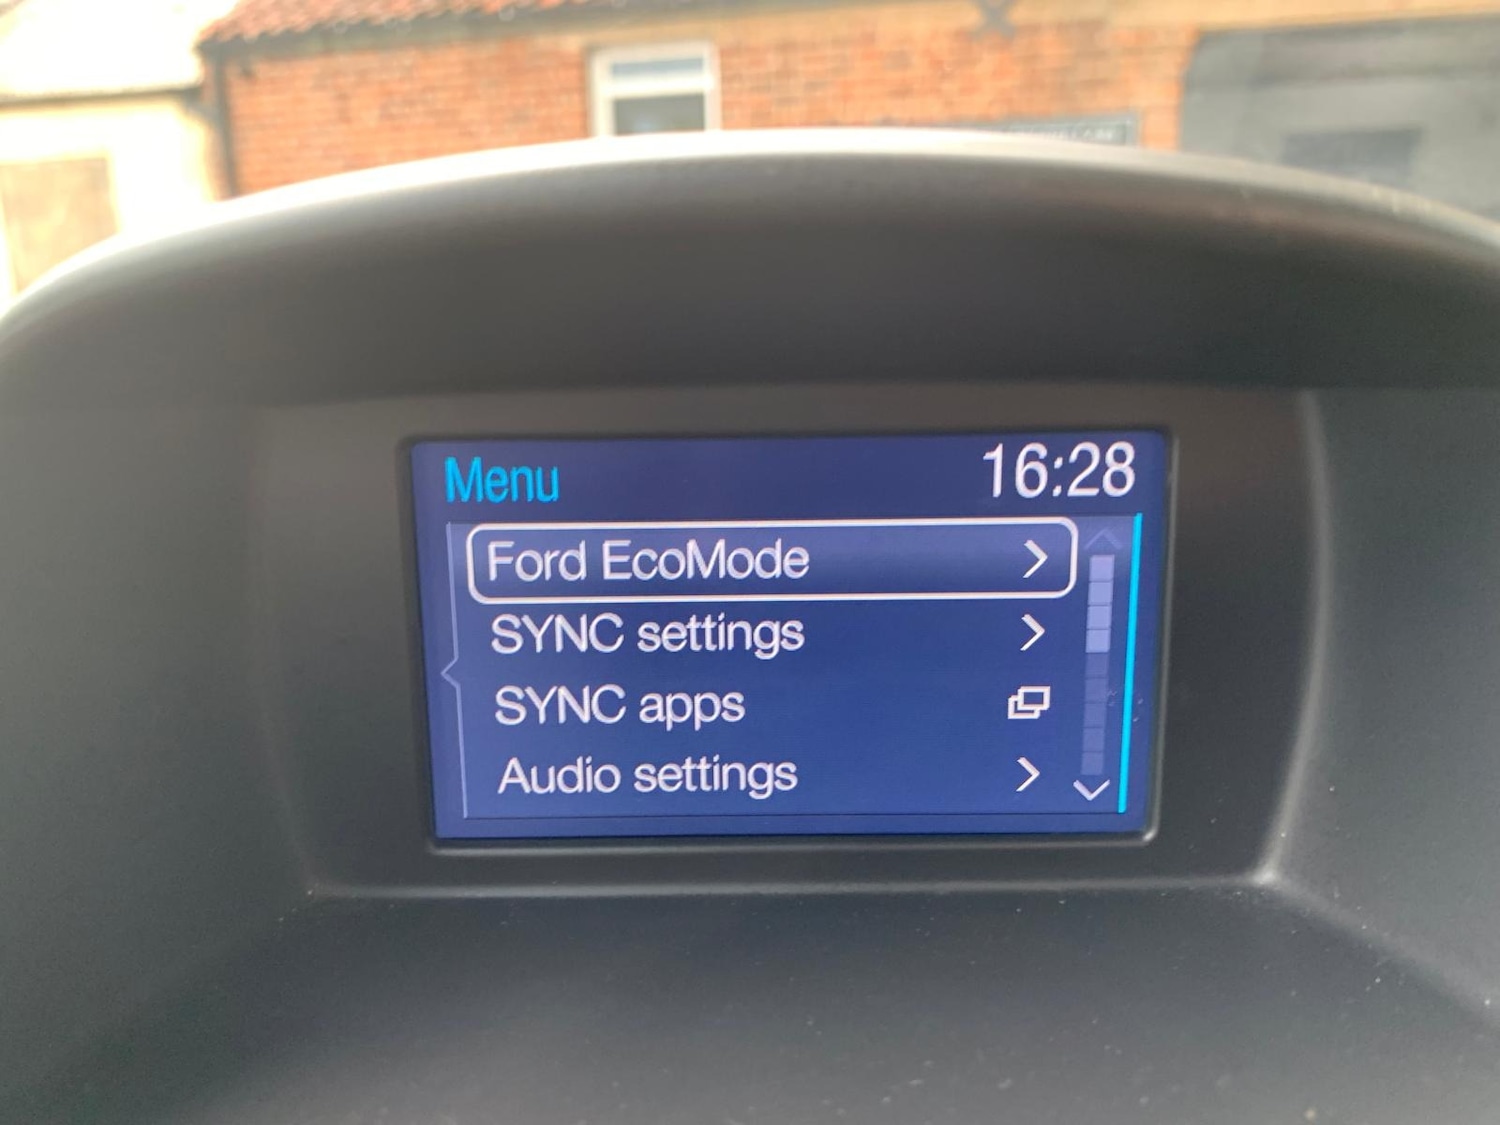 Menu 16:28
Ford EcoMode
SYNC settings
SYNC apps
Audio settings